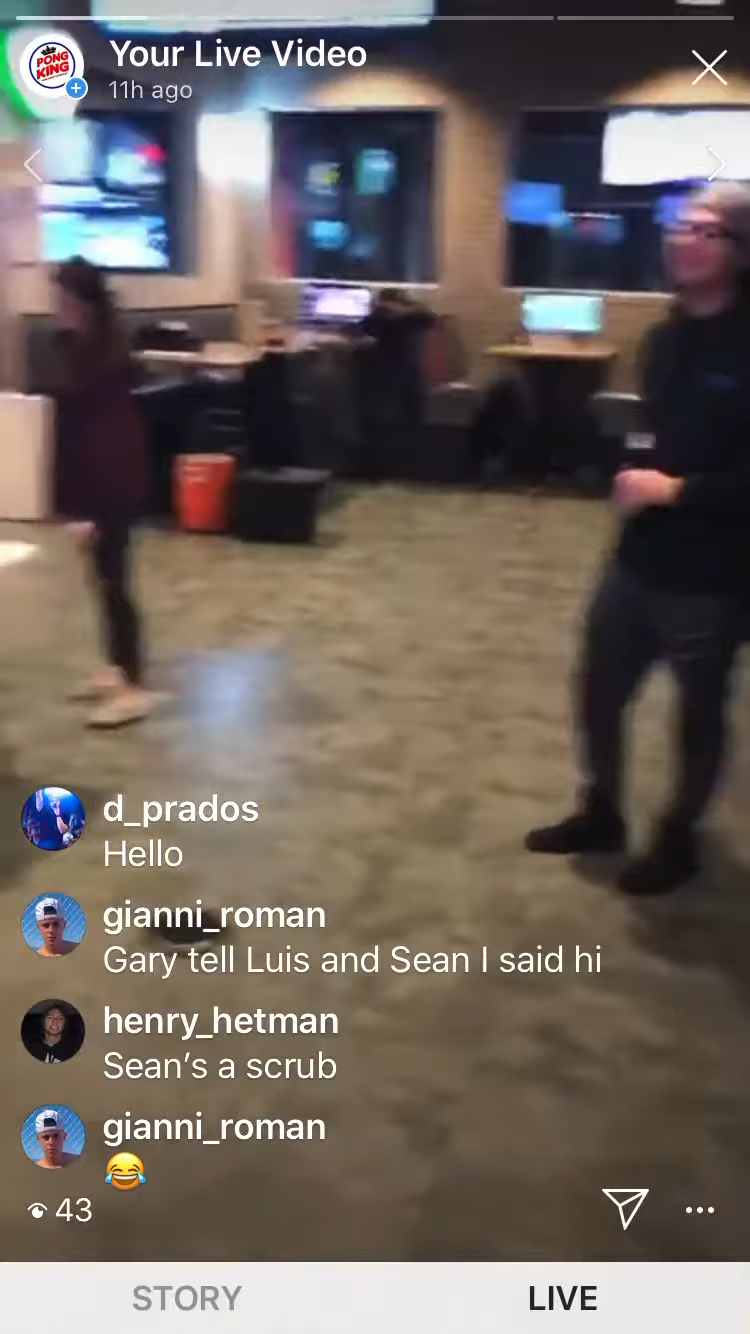 PONG
KING
Your Live Video
11h ago
d_prados
Hello
gianni_roman
Gary tell Luis and Sean I said hi
henry_hetman
Sean’s a scrub
gianni_roman
😂
43
STORY
LIVE